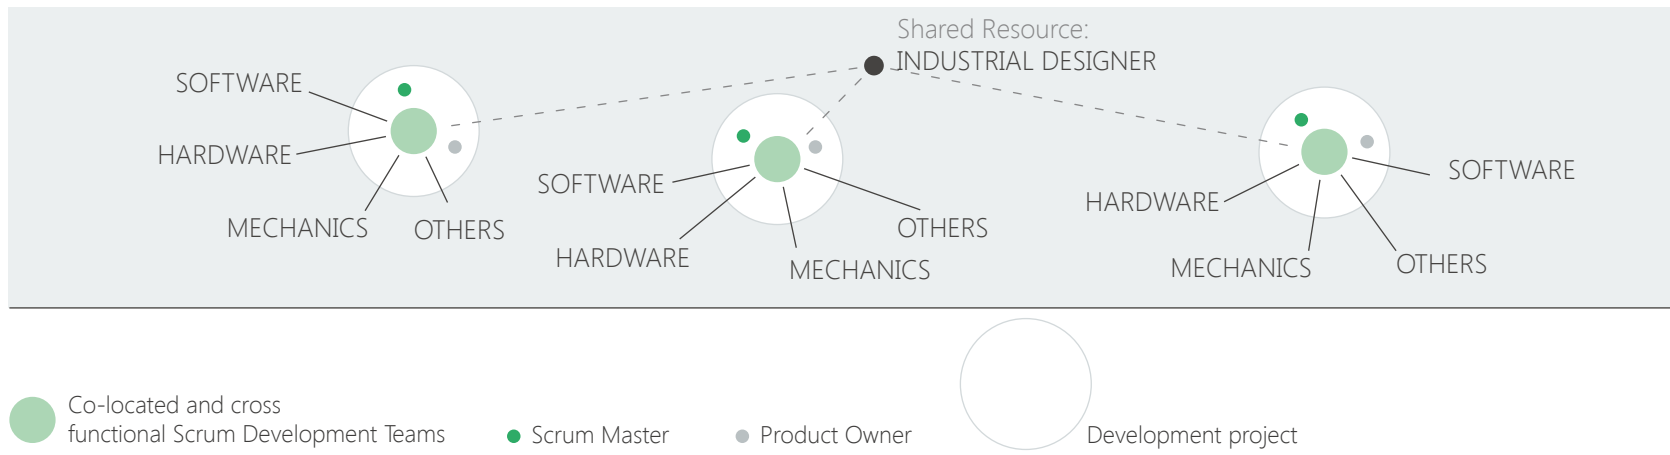 Shared Resource:
INDUSTRIAL DESIGNER
SOFTWARE
HARDWARE
MECHANICS
OTHERS
SOFTWARE
HARDWARE
MECHANICS
OTHERS
HARDWARE
MECHANICS
OTHERS
SOFTWARE
Co-located and cross
functional Scrum Development Teams
Scrum Master
Product Owner
Development project